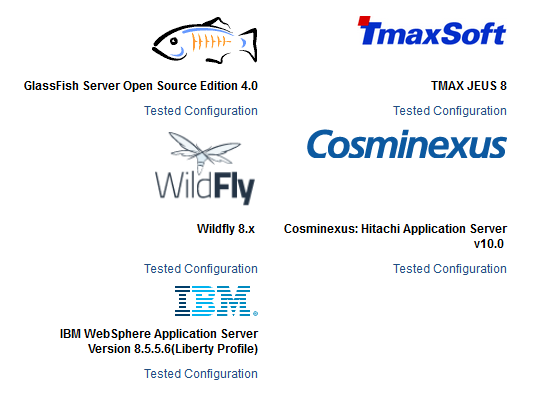 TmaxSoft
GlassFish Server Open Source Edition 4.0
TMAX JEUS 8
Tested Configuration
Tested Configuration
WildFly
Cosminexus
Wildfly 8.x
Cosminexus: Hitachi Application Server
v10.0
Tested Configuration
Tested Configuration
IBM®
IBM WebSphere Application Server
Version 8.5.5.6(Liberty Profile)
Tested Configuration